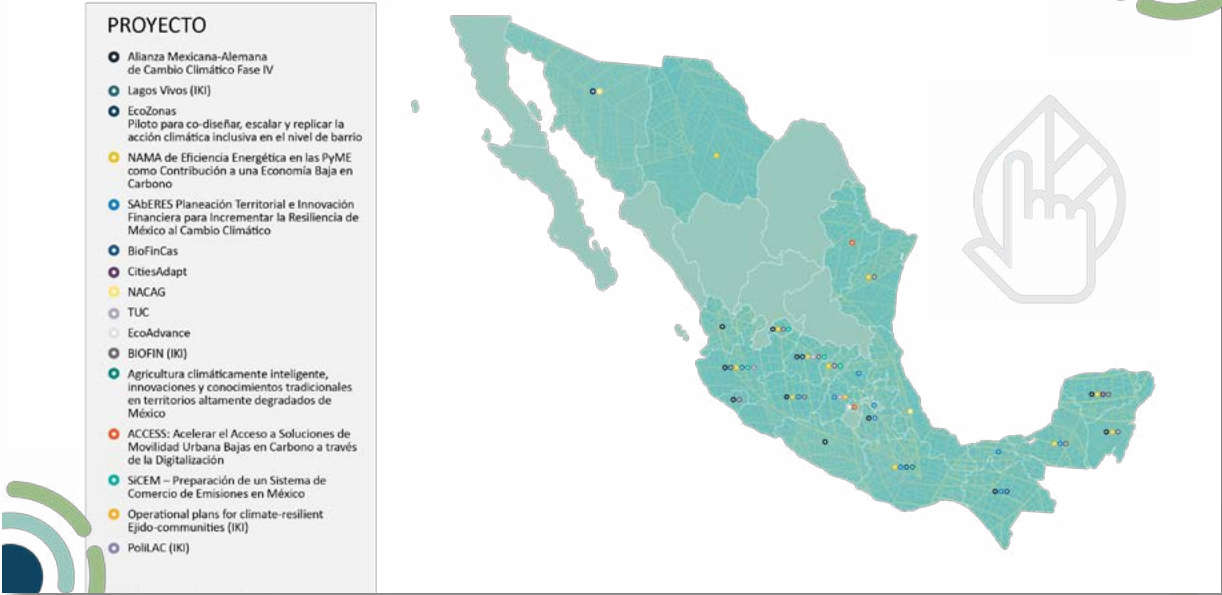 PROYECTO
Alianza Mexicana-Alemana
de Cambio Climático Fase IV
Lagos Vivos (IKI)
EcoZonas
Piloto para co-diseñar, escalar y replicar la
acción climática inclusiva en el nivel de barrio
NAMA de Eficiencia Energética en las PyME
como Contribución a una Economía Baja en
Carbono
SAbERES Planeación Territorial e Innovación
Financiera para Incrementar la Resiliencia de
México al Cambio Climático
BioFinCas
CitiesAdapt
NACAG
TUC
EcoAdvance
BIOFIN (IKI)
Agricultura climáticamente inteligente,
innovaciones y conocimientos tradicionales
en territorios altamente degradados de
México
ACCESS: Acelerar el Acceso a Soluciones de
Movilidad Urbana Bajas en Carbono a través
de la Digitalización
SiCEM – Preparación de un Sistema de
Comercio de Emisiones en México
Operational plans for climate-resilient
Ejido-communities (IKI)
PoliLAC (IKI)